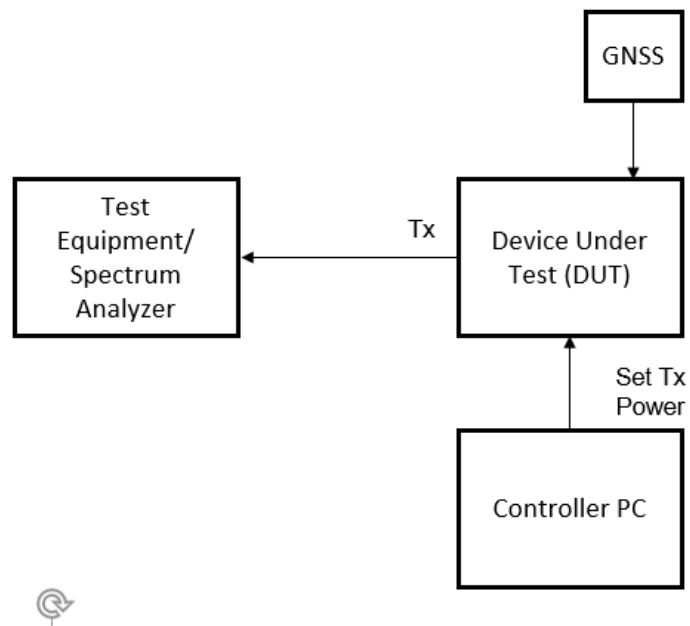 GNSS
Test
Equipment/
Spectrum
Analyzer
Tx
Device Under
Test (DUT)
Set Tx
Power
Controller PC